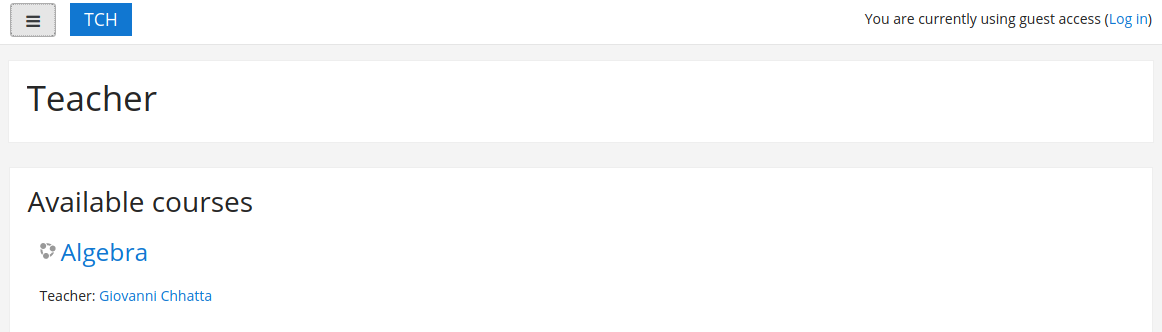 TCH
You are currently using guest access (Log in)
Teacher
Available courses
Algebra
Teacher: Giovanni Chhatta